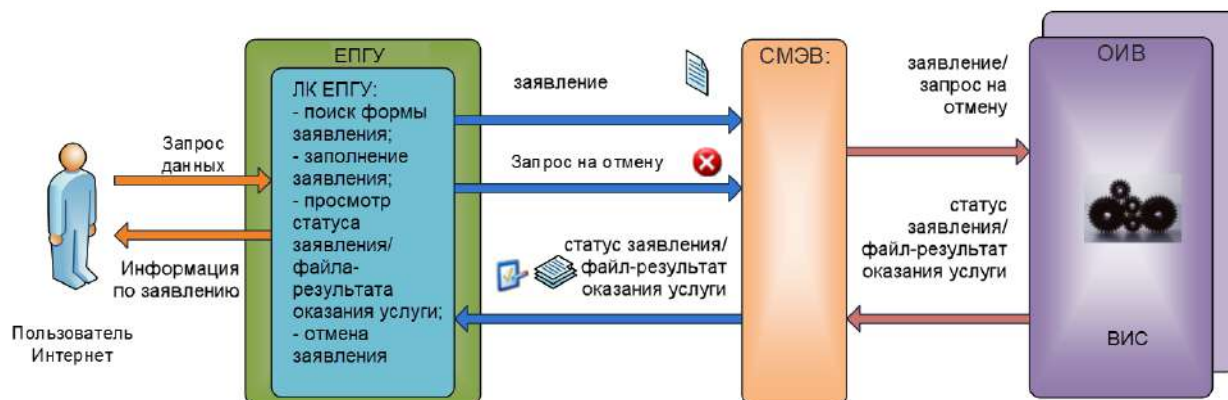 ЕПГУ
ЛК ЕПГУ:
- поиск формы
заявления;
- заполнение
заявления;
- просмотр
статуса
заявления/
файла-
результата
оказания услуги;
- отмена
заявления
Запрос
данных
Информация
по заявлению
Пользователь
Интернет
заявление
Запрос на отмену
статус заявления/
файл-результат
оказания услуги
СМЭВ:
заявление/
запрос на
отмену
статус
заявления/
файл-результат
оказания услуги
ОИВ
ВИС